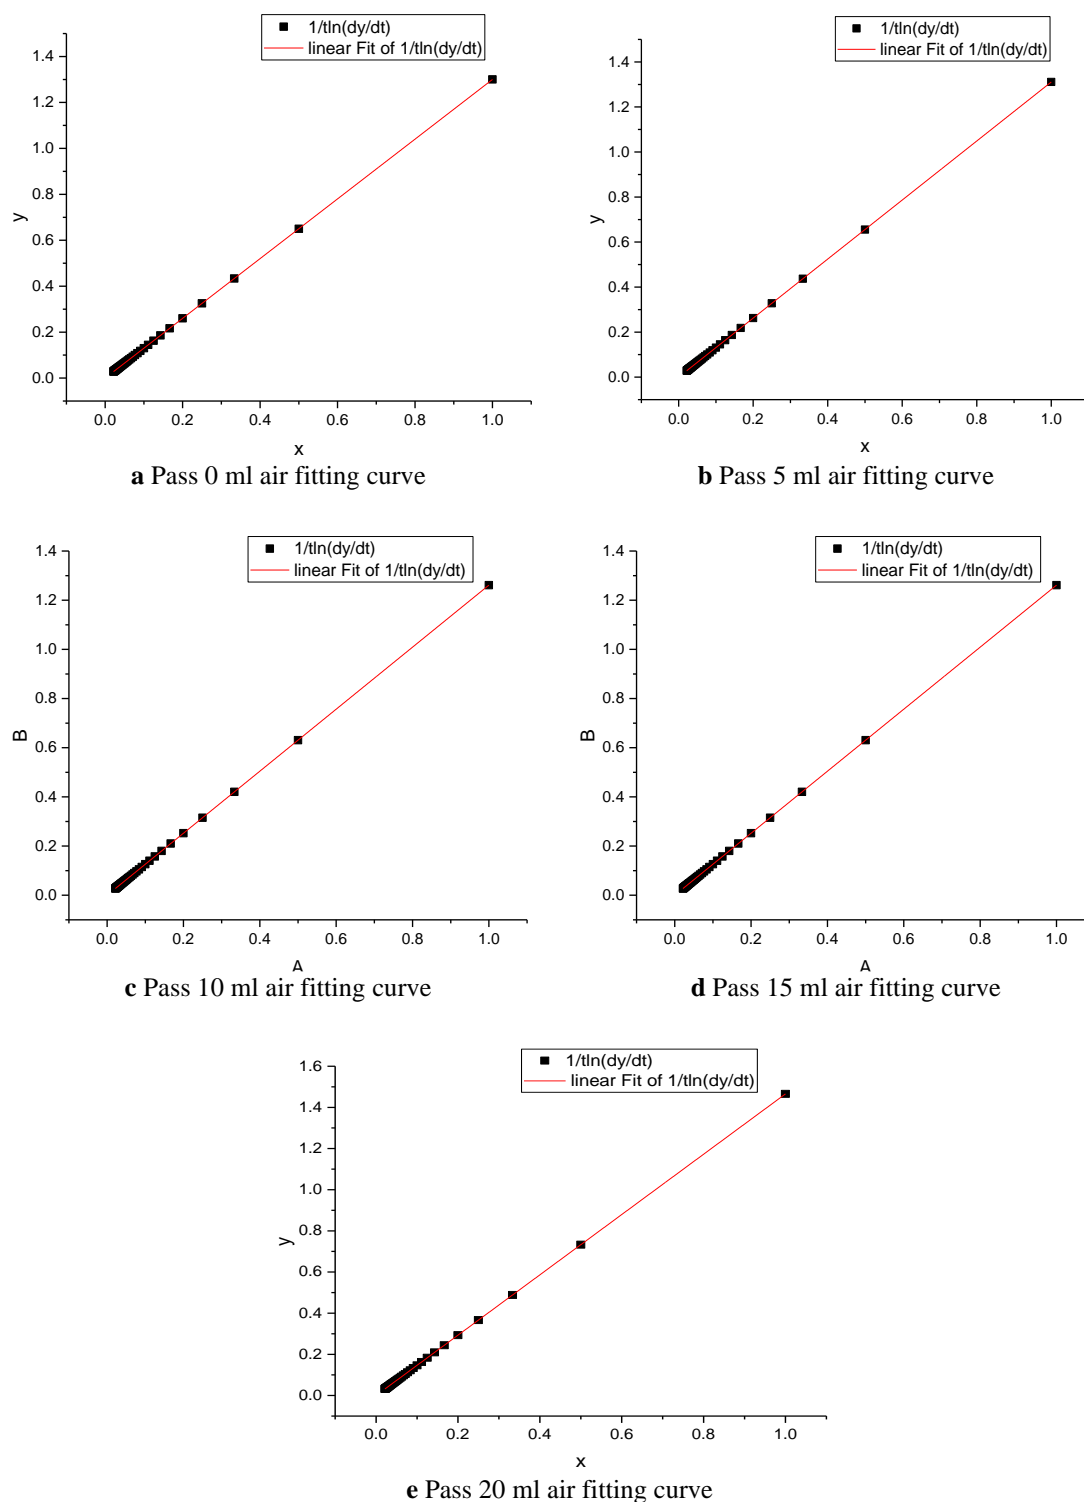 1/tln(dy/dt)
linear Fit of 1/tln(dy/dt)
1.4
1.2
1.0
0.8
0.6
0.4
0.2
0.0
y
0.0 0.2 0.4 0.6 0.8 1.0
x
a Pass 0 ml air fitting curve
1/tln(dy/dt)
linear Fit of 1/tln(dy/dt)
1.4
1.2
1.0
0.8
0.6
0.4
0.2
0.0
y
0.0 0.2 0.4 0.6 0.8 1.0
x
b Pass 5 ml air fitting curve
1/tln(dy/dt)
linear Fit of 1/tln(dy/dt)
1.4
1.2
1.0
0.8
0.6
0.4
0.2
0.0
B
0.0 0.2 0.4 0.6 0.8 1.0
A
c Pass 10 ml air fitting curve
1/tln(dy/dt)
linear Fit of 1/tln(dy/dt)
1.4
1.2
1.0
0.8
0.6
0.4
0.2
0.0
B
0.0 0.2 0.4 0.6 0.8 1.0
A
d Pass 15 ml air fitting curve
1/tln(dy/dt)
linear Fit of 1/tln(dy/dt)
1.6
1.4
1.2
1.0
0.8
0.6
0.4
0.2
0.0
y
0.0 0.2 0.4 0.6 0.8 1.0
x
e Pass 20 ml air fitting curve